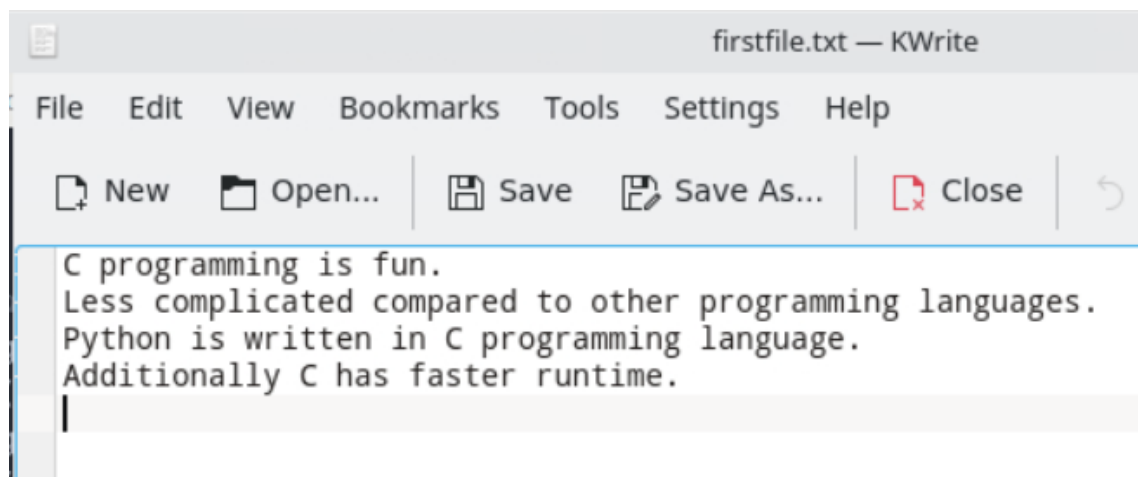 firstfile.txt — KWrite
File Edit View Bookmarks Tools Settings Help
New Open... Save Save As... Close
C programming is fun.
Less complicated compared to other programming languages.
Python is written in C programming language.
Additionally C has faster runtime.